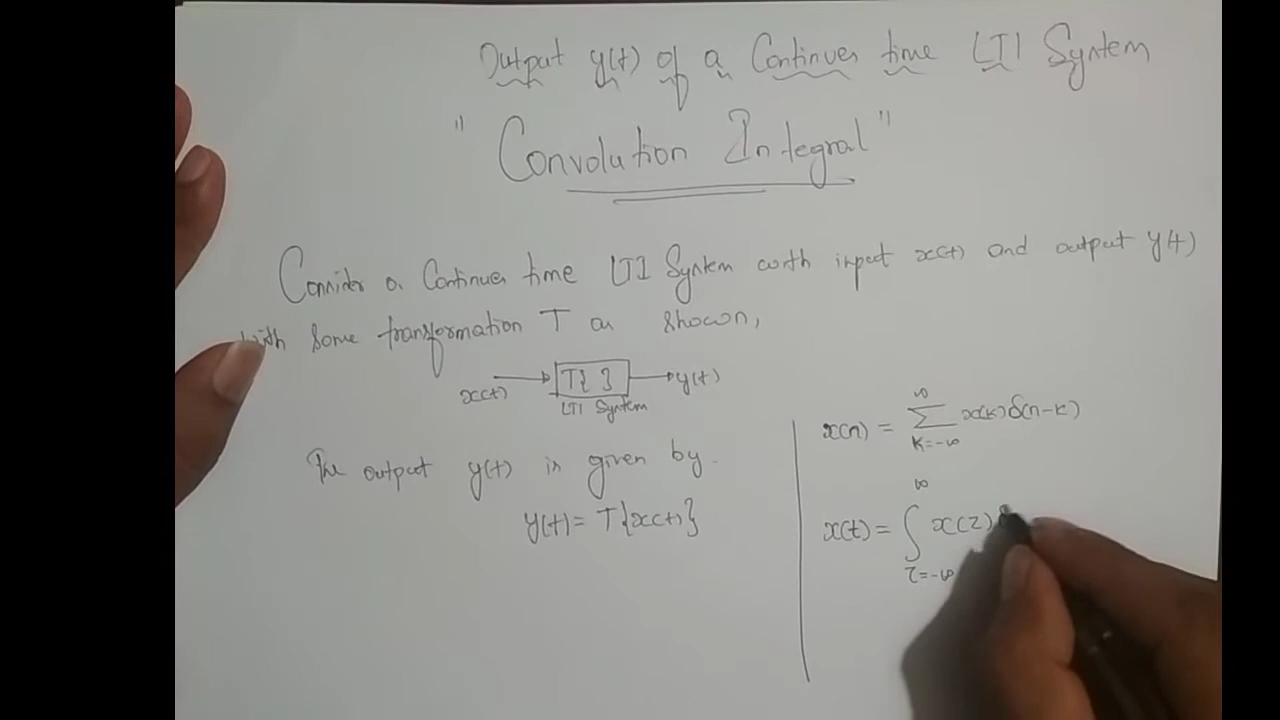 Output y(t) of a Continues time LTI System
"Convolution Integral"
Consider a Continues time LTI System with input x(t) and output y(t)
with Some transformation T as shown,
x(t) → T{ } → y(t)
LTI System
The output y(t) is given by.
y(t) = T{x(t)}
x(n) = ∑ x(k)δ(n-k)
∞
K=-∞
x(t) = ∫ x(τ)
∞
τ=-∞